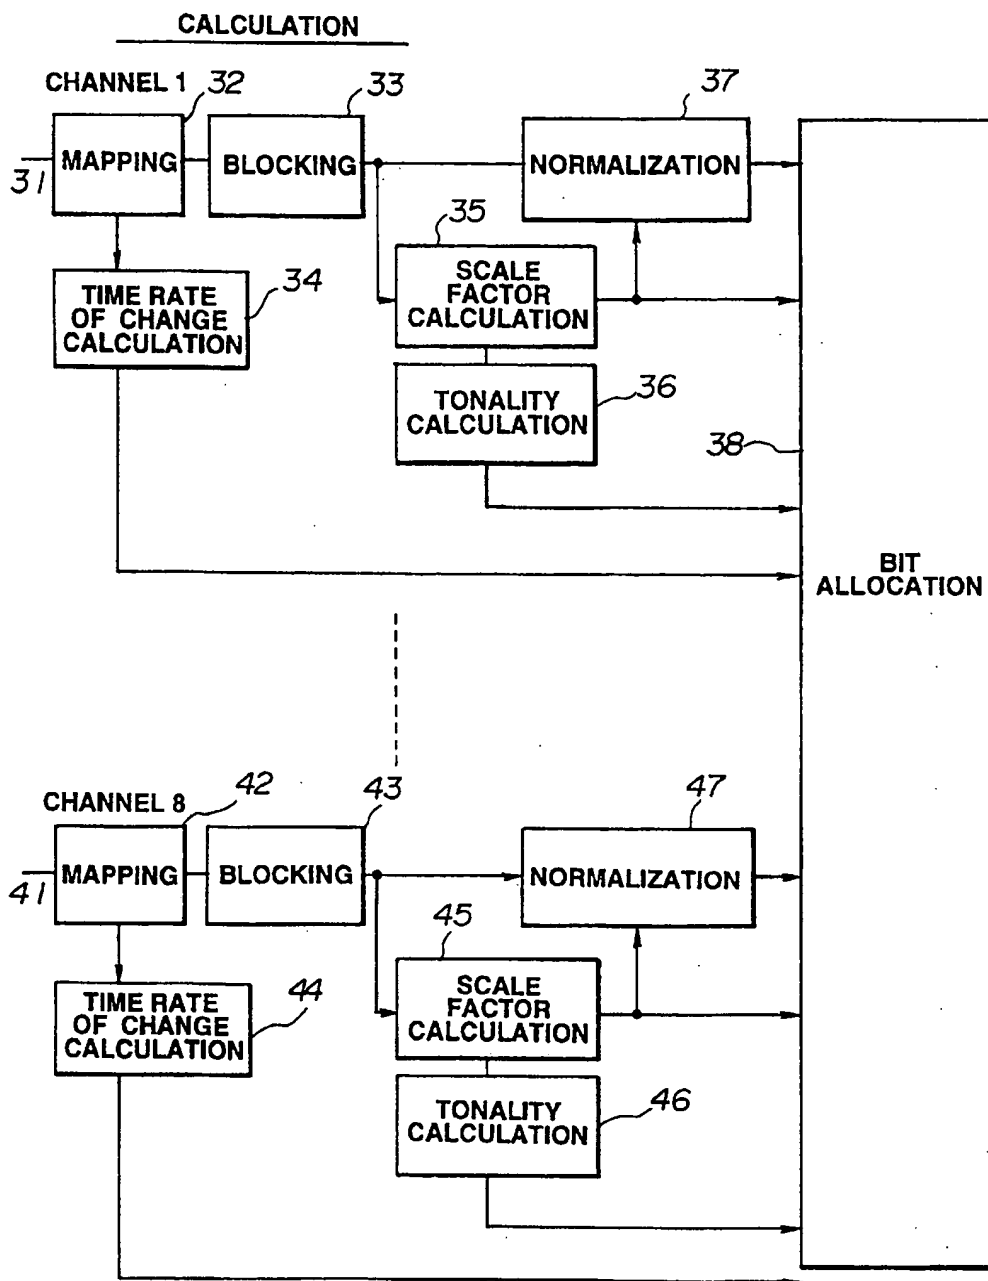 CALCULATION
CHANNEL 1
32
33
37
31
MAPPING
BLOCKING
NORMALIZATION
35
34
TIME RATE
OF CHANGE
CALCULATION
SCALE
FACTOR
CALCULATION
36
TONALITY
CALCULATION
38
BIT
ALLOCATION
CHANNEL 8
42
43
47
41
MAPPING
BLOCKING
NORMALIZATION
45
44
TIME RATE
OF CHANGE
CALCULATION
SCALE
FACTOR
CALCULATION
46
TONALITY
CALCULATION